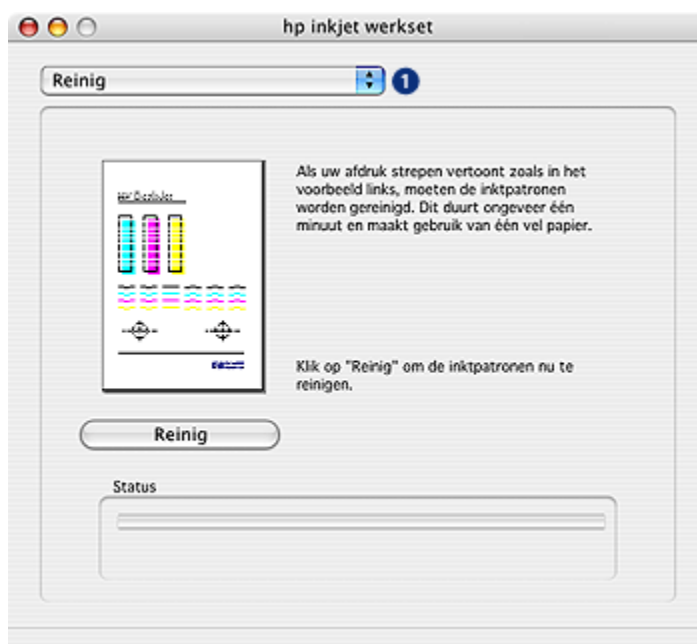 hp inkjet werkset
Reinig
1
Als uw afdruk strepen vertoont zoals in het
voorbeeld links, moeten de inktpatronen
worden gereinigd. Dit duurt ongeveer één
minuut en maakt gebruik van één vel papier.
Klik op "Reinig" om de inktpatronen nu te
reinigen.
Reinig
Status